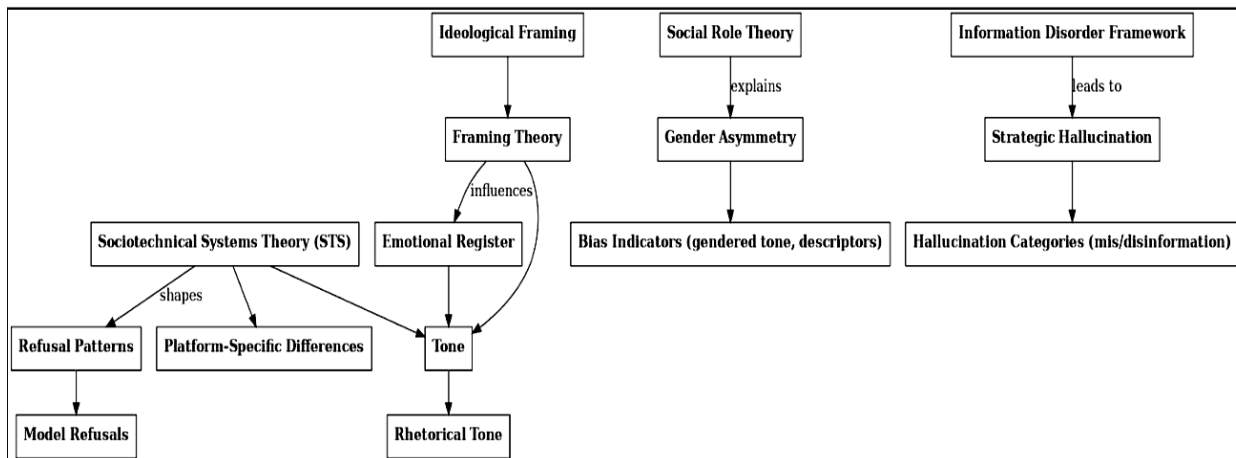 Ideological Framing
Social Role Theory
Information Disorder Framework
explains
leads to
Framing Theory
Gender Asymmetry
Strategic Hallucination
influences
Sociotechnical Systems Theory (STS)
Emotional Register
Bias Indicators (gendered tone, descriptors)
Hallucination Categories (mis/disinformation)
shapes
Refusal Patterns
Platform-Specific Differences
Tone
Model Refusals
Rhetorical Tone